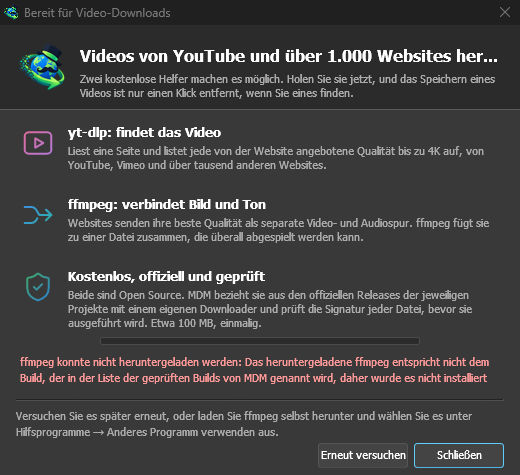 Bereit für Video-Downloads
Videos von YouTube und über 1.000 Websites her...
Zwei kostenlose Helfer machen es möglich. Holen Sie sie jetzt, und das Speichern eines
Videos ist nur einen Klick entfernt, wenn Sie eines finden.
yt-dlp: findet das Video
Liest eine Seite und listet jede von der Website angebotene Qualität bis zu 4K auf, von
YouTube, Vimeo und über tausend anderen Websites.
ffmpeg: verbindet Bild und Ton
Websites senden ihre beste Qualität als separate Video- und Audiospur. ffmpeg fügt sie
zu einer Datei zusammen, die überall abgespielt werden kann.
Kostenlos, offiziell und geprüft
Beide sind Open Source. MDM bezieht sie aus den offiziellen Releases der jeweiligen
Projekte mit einem eigenen Downloader und prüft die Signatur jeder Datei, bevor sie
ausgeführt wird. Etwa 100 MB, einmalig.
ffmpeg konnte nicht heruntergeladen werden: Das heruntergeladene ffmpeg entspricht nicht dem
Build, der in der Liste der geprüften Builds von MDM genannt wird, daher wurde es nicht installiert
Versuchen Sie es später erneut, oder laden Sie ffmpeg selbst herunter und wählen Sie es unter
Hilfsprogramme → Anderes Programm verwenden aus.
Erneut versuchen
Schließen